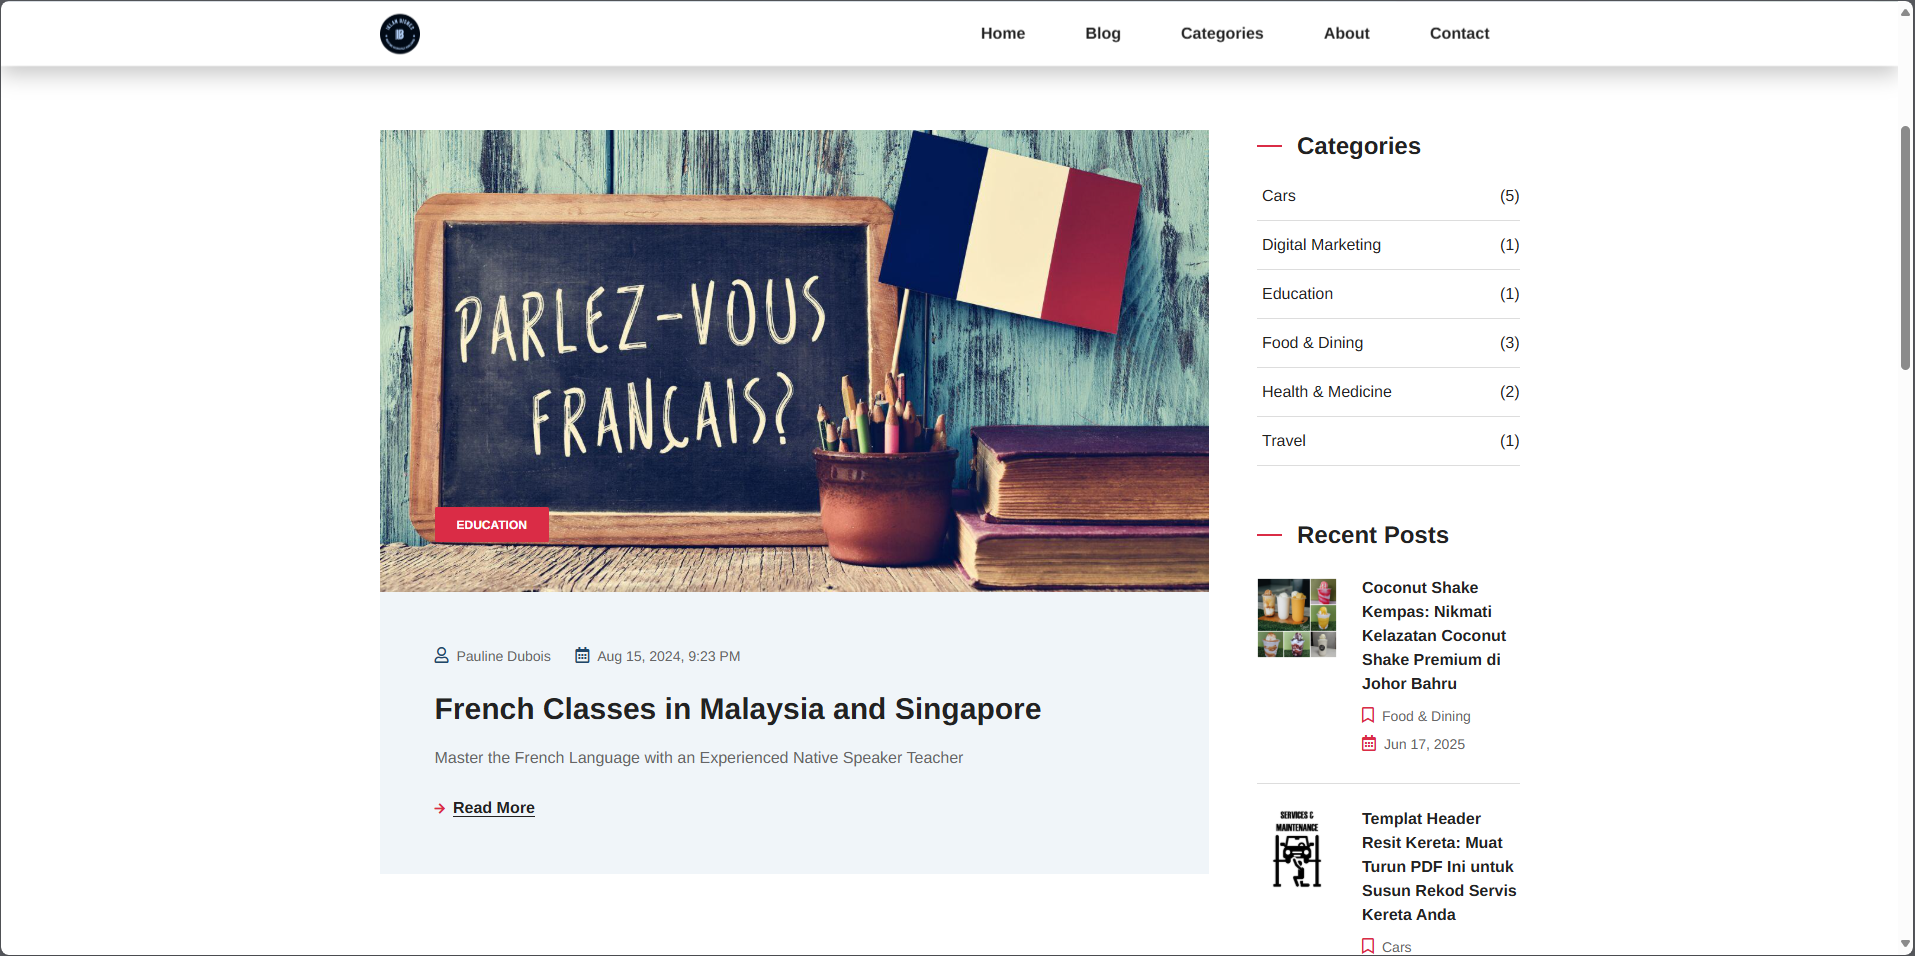 Home
Blog
Categories
About
Contact
PARLEZ-VOUS
FRANÇAIS?
EDUCATION
Pauline Dubois
Aug 15, 2024, 9:23 PM
French Classes in Malaysia and Singapore
Master the French Language with an Experienced Native Speaker Teacher
Read More
Categories
Cars (5)
Digital Marketing (1)
Education (1)
Food & Dining (3)
Health & Medicine (2)
Travel (1)
Recent Posts
Coconut Shake
Kempas: Nikmati
Kelazatan Coconut
Shake Premium di
Johor Bahru
Food & Dining
Jun 17, 2025
SERVICES &
MAINTENANCE
Templat Header
Resit Kereta: Muat
Turun PDF Ini untuk
Susun Rekod Servis
Kereta Anda
Cars